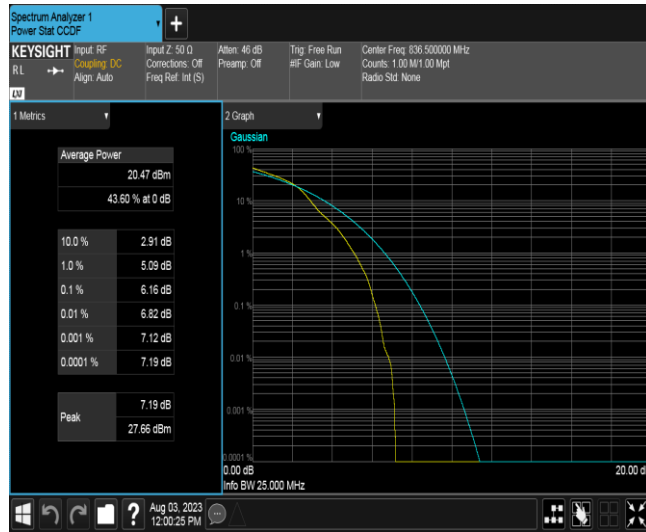 Spectrum Analyzer 1
Power Stat CCDF
+
KEYSIGHT
RL
LXI
Input: RF
Coupling: DC
Align: Auto
Input Z: 50 Ω
Corrections: Off
Freq Ref: Int (S)
Atten: 46 dB
Preamp: Off
Trig: Free Run
#IF Gain: Low
Center Freq: 836.500000 MHz
Counts: 1.00 M/1.00 Mpt
Radio Std: None
1 Metrics
Average Power
20.47 dBm
43.60 % at 0 dB
10.0 % 2.91 dB
1.0 % 5.09 dB
0.1 % 6.16 dB
0.01 % 6.82 dB
0.001 % 7.12 dB
0.0001 % 7.19 dB
Peak
7.19 dB
27.66 dBm
2 Graph
Gaussian
100 %
10 %
1 %
0.1 %
0.01 %
0.001 %
0.0001 %
0.00 dB
20.00 d
Info BW 25.000 MHz
?
Aug 03, 2023
12:00:25 PM